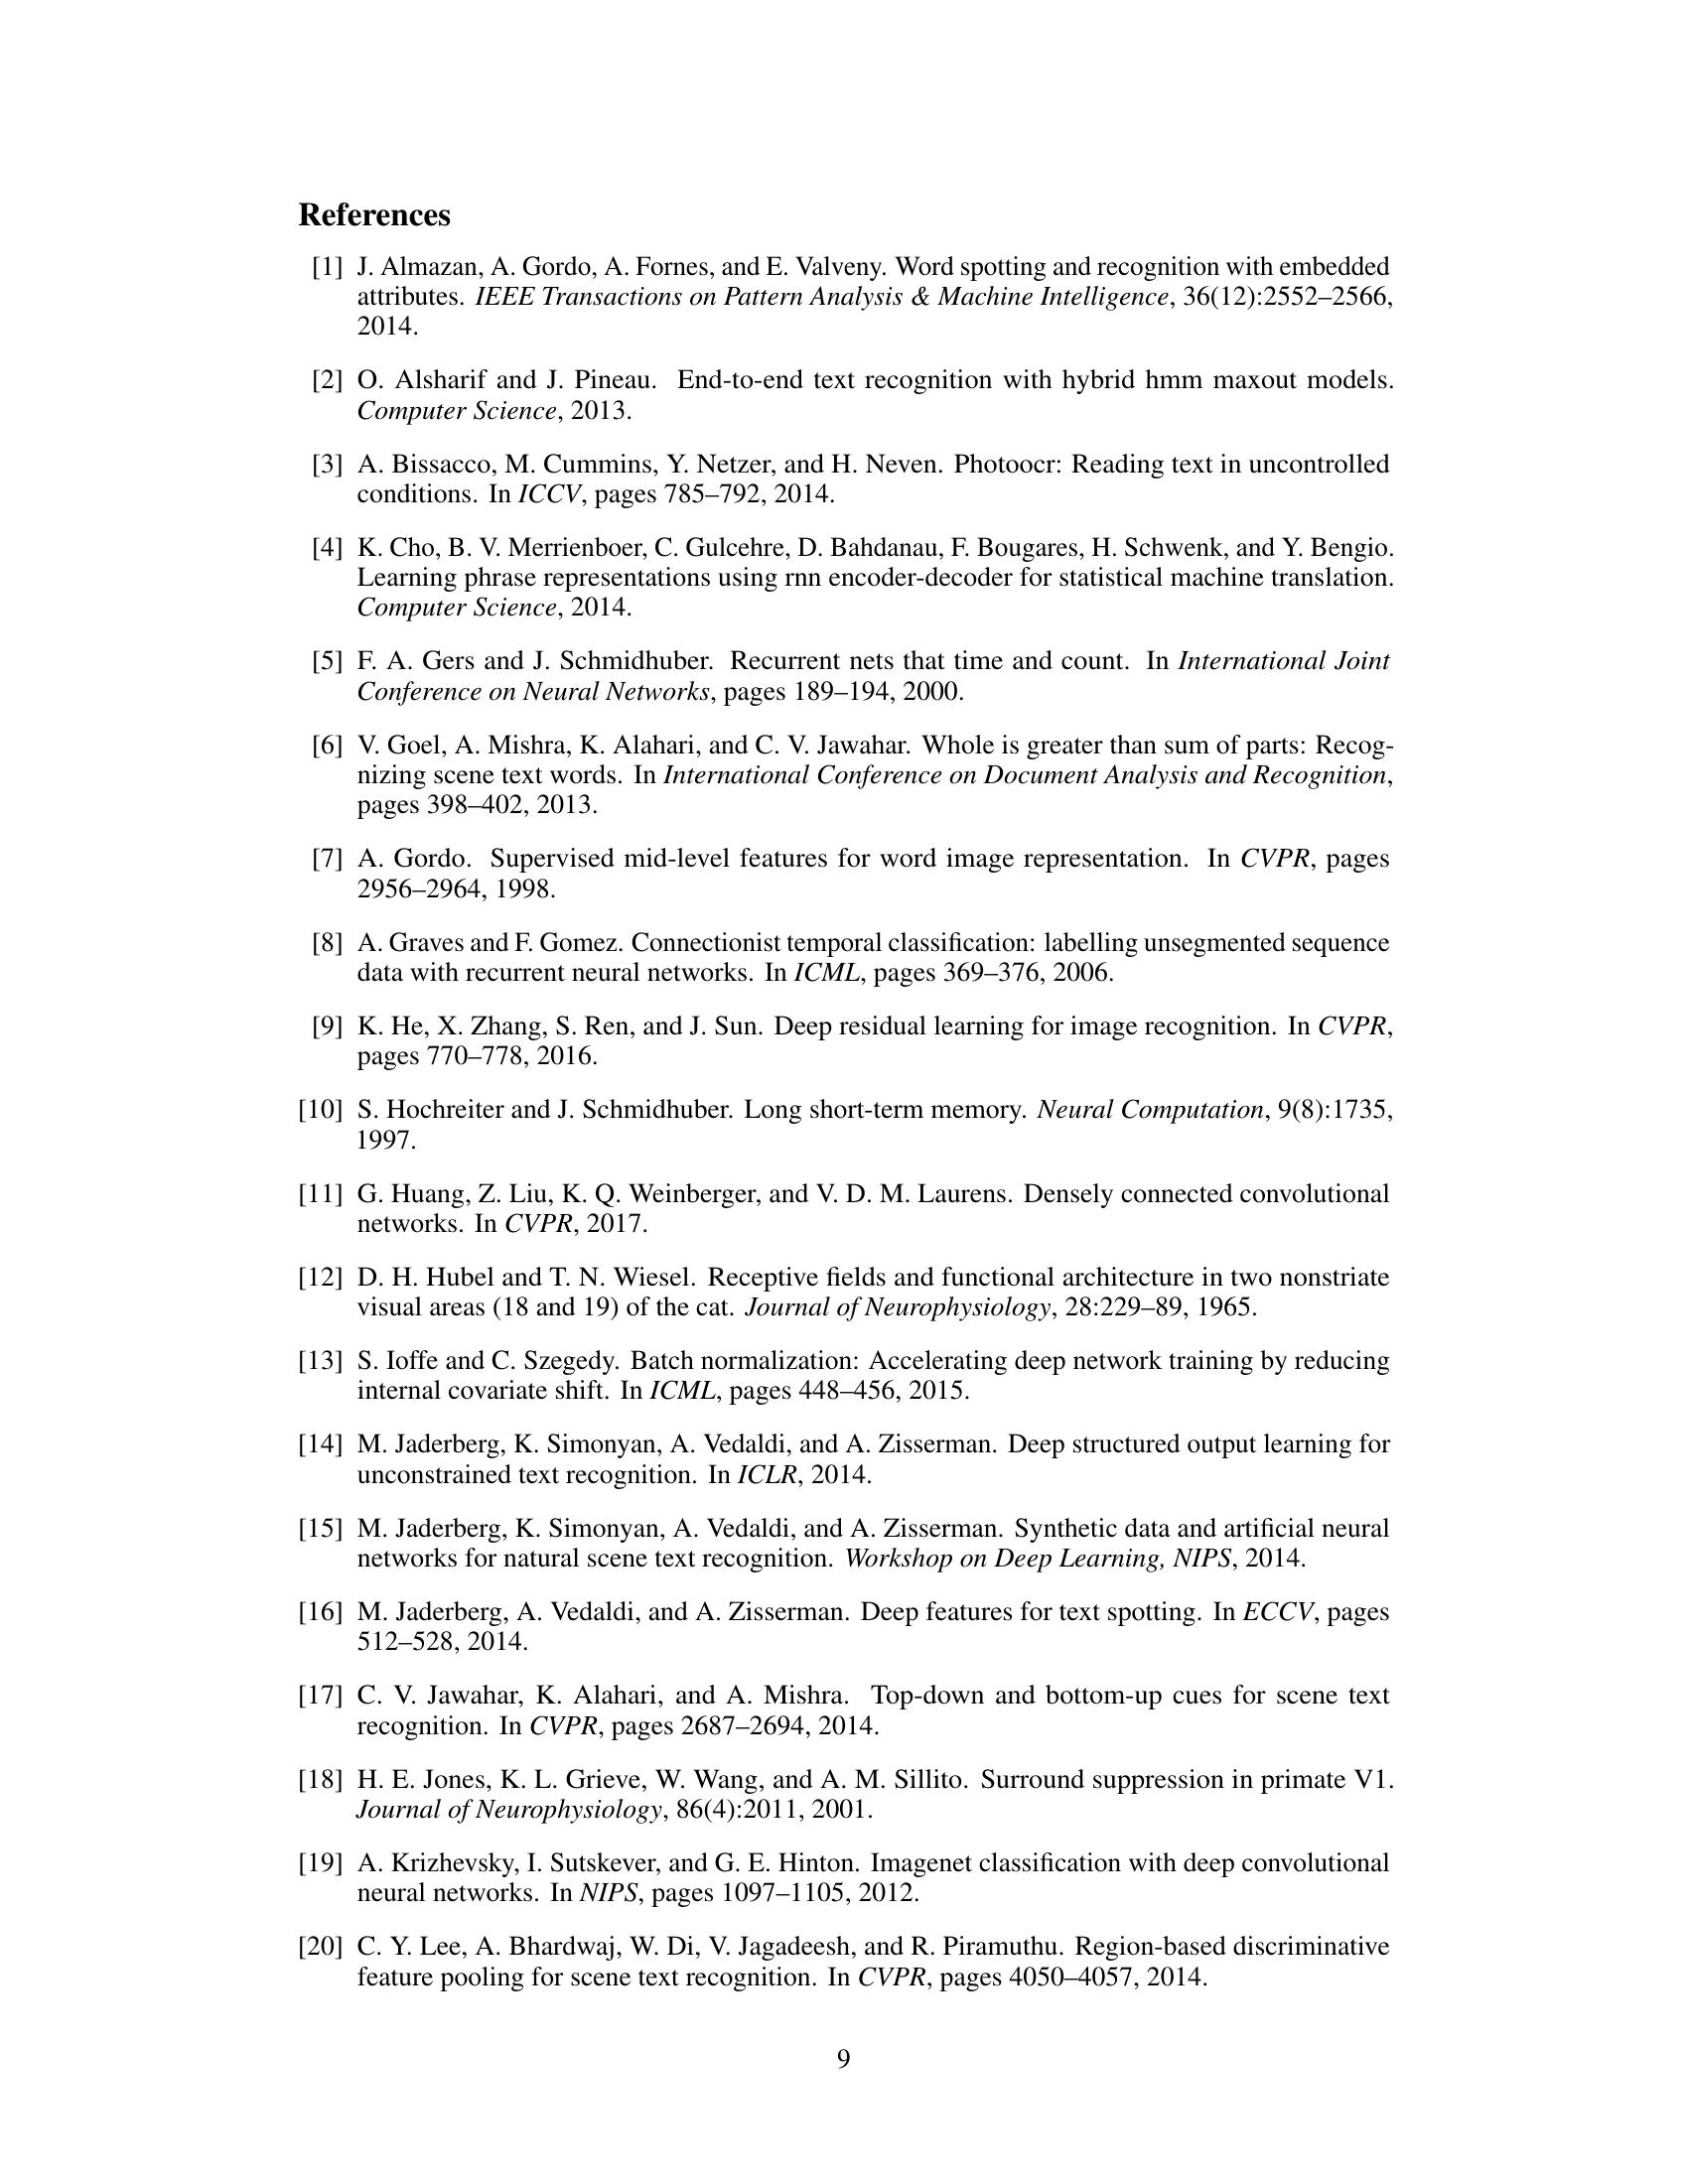 References
[1] J. Almazan, A. Gordo, A. Fornes, and E. Valveny. Word spotting and recognition with embedded
attributes. IEEE Transactions on Pattern Analysis & Machine Intelligence, 36(12):2552–2566,
2014.
[2] O. Alsharif and J. Pineau. End-to-end text recognition with hybrid hmm maxout models.
Computer Science, 2013.
[3] A. Bissacco, M. Cummins, Y. Netzer, and H. Neven. Photoocr: Reading text in uncontrolled
conditions. In ICCV, pages 785–792, 2014.
[4] K. Cho, B. V. Merrienboer, C. Gulcehre, D. Bahdanau, F. Bougares, H. Schwenk, and Y. Bengio.
Learning phrase representations using rnn encoder-decoder for statistical machine translation.
Computer Science, 2014.
[5] F. A. Gers and J. Schmidhuber. Recurrent nets that time and count. In International Joint
Conference on Neural Networks, pages 189–194, 2000.
[6] V. Goel, A. Mishra, K. Alahari, and C. V. Jawahar. Whole is greater than sum of parts: Recog-
nizing scene text words. In International Conference on Document Analysis and Recognition,
pages 398–402, 2013.
[7] A. Gordo. Supervised mid-level features for word image representation. In CVPR, pages
2956–2964, 1998.
[8] A. Graves and F. Gomez. Connectionist temporal classification: labelling unsegmented sequence
data with recurrent neural networks. In ICML, pages 369–376, 2006.
[9] K. He, X. Zhang, S. Ren, and J. Sun. Deep residual learning for image recognition. In CVPR,
pages 770–778, 2016.
[10] S. Hochreiter and J. Schmidhuber. Long short-term memory. Neural Computation, 9(8):1735,
1997.
[11] G. Huang, Z. Liu, K. Q. Weinberger, and V. D. M. Laurens. Densely connected convolutional
networks. In CVPR, 2017.
[12] D. H. Hubel and T. N. Wiesel. Receptive fields and functional architecture in two nonstriate
visual areas (18 and 19) of the cat. Journal of Neurophysiology, 28:229–89, 1965.
[13] S. Ioffe and C. Szegedy. Batch normalization: Accelerating deep network training by reducing
internal covariate shift. In ICML, pages 448–456, 2015.
[14] M. Jaderberg, K. Simonyan, A. Vedaldi, and A. Zisserman. Deep structured output learning for
unconstrained text recognition. In ICLR, 2014.
[15] M. Jaderberg, K. Simonyan, A. Vedaldi, and A. Zisserman. Synthetic data and artificial neural
networks for natural scene text recognition. Workshop on Deep Learning, NIPS, 2014.
[16] M. Jaderberg, A. Vedaldi, and A. Zisserman. Deep features for text spotting. In ECCV, pages
512–528, 2014.
[17] C. V. Jawahar, K. Alahari, and A. Mishra. Top-down and bottom-up cues for scene text
recognition. In CVPR, pages 2687–2694, 2014.
[18] H. E. Jones, K. L. Grieve, W. Wang, and A. M. Sillito. Surround suppression in primate V1.
Journal of Neurophysiology, 86(4):2011, 2001.
[19] A. Krizhevsky, I. Sutskever, and G. E. Hinton. Imagenet classification with deep convolutional
neural networks. In NIPS, pages 1097–1105, 2012.
[20] C. Y. Lee, A. Bhardwaj, W. Di, V. Jagadeesh, and R. Piramuthu. Region-based discriminative
feature pooling for scene text recognition. In CVPR, pages 4050–4057, 2014.
9